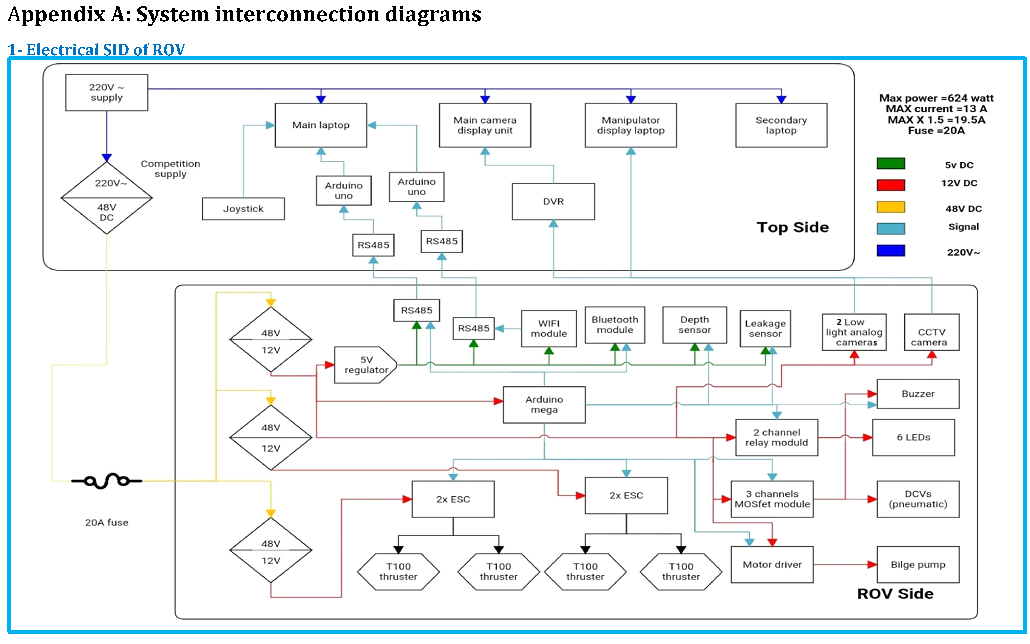 Appendix A: System interconnection diagrams
1- Electrical SID of ROV
220V ~
supply
Main laptop
Main camera
display unit
Manipulator
display laptop
Secondary
laptop
Max power =624 watt
MAX current =13 A
MAX X 1.5 =19.5A
Fuse =20A
Competition
supply
220V~
48V
DC
Joystick
Arduino
uno
Arduino
uno
DVR
RS485
RS485
Top Side
5v DC
12V DC
48V DC
Signal
220V~
48V
12V
5V
regulator
RS485
RS485
WIFI
module
Bluetooth
module
Depth
sensor
Leakage
sensor
2 Low
light analog
cameras
CCTV
camera
Arduino
mega
Buzzer
48V
12V
2 channel
relay moduld
6 LEDs
20A fuse
2x ESC
2x ESC
3 channels
MOSfet module
DCVs
(pneumatic)
48V
12V
T100
thruster
T100
thruster
T100
thruster
T100
thruster
Motor driver
Bilge pump
ROV Side